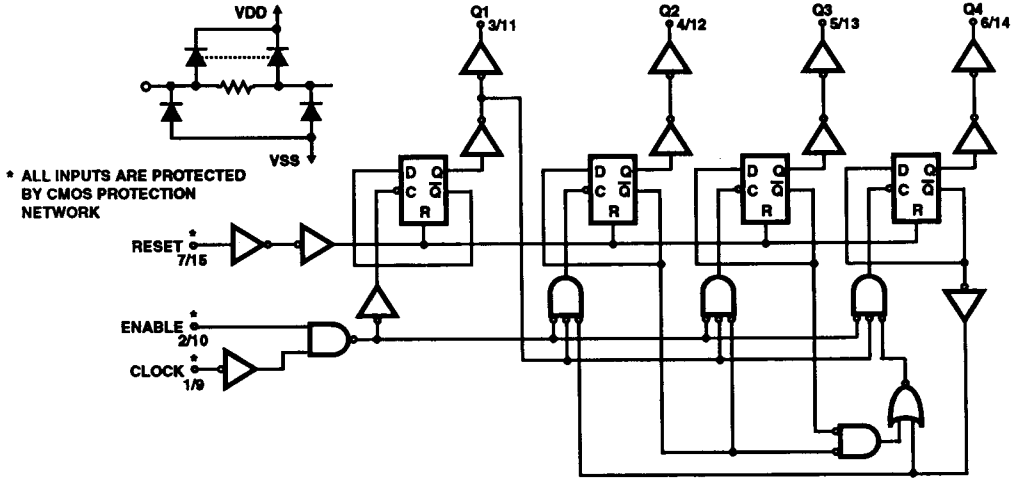 VDD
Q1
3/11
Q2
4/12
Q3
5/13
Q4
6/14
VSS
* ALL INPUTS ARE PROTECTED
BY CMOS PROTECTION
NETWORK
D Q
C Q̅
R
D Q
C Q̅
R
D Q
C Q̅
R
D Q
C Q̅
R
*
RESET
7/15
*
ENABLE
2/10
*
CLOCK
1/9